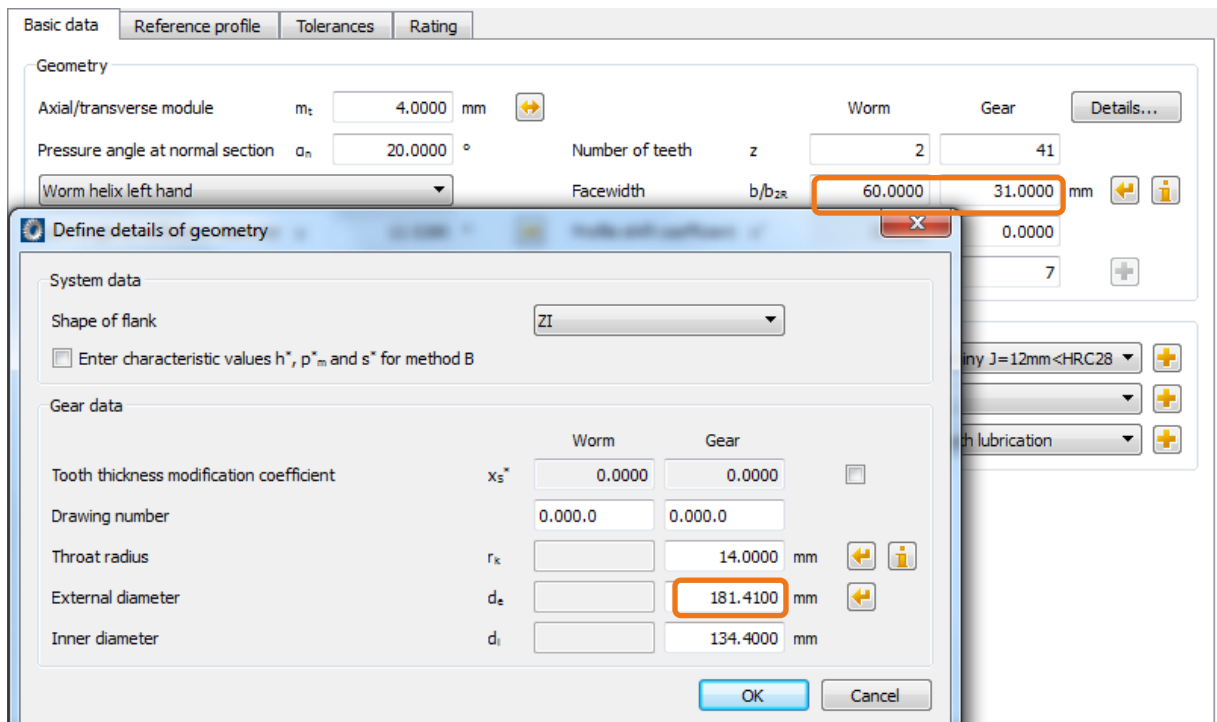 Basic data Reference profile Tolerances Rating
Geometry
Axial/transverse module mt 4.0000 mm Worm Gear Details...
Pressure angle at normal section αn 20.0000 ° Number of teeth z 2 41
Worm helix left hand Facewidth b/b2R 60.0000 31.0000 mm
Define details of geometry 0.0000
7
System data
Shape of flank ZI
Enter characteristic values h*, p*m and s* for method B
iny J=12mm<HRC28
Gear data
th lubrication
Worm Gear
Tooth thickness modification coefficient xs* 0.0000 0.0000
Drawing number 0.000.0 0.000.0
Throat radius rk 14.0000 mm
External diameter de 181.4100 mm
Inner diameter di 134.4000 mm
OK Cancel